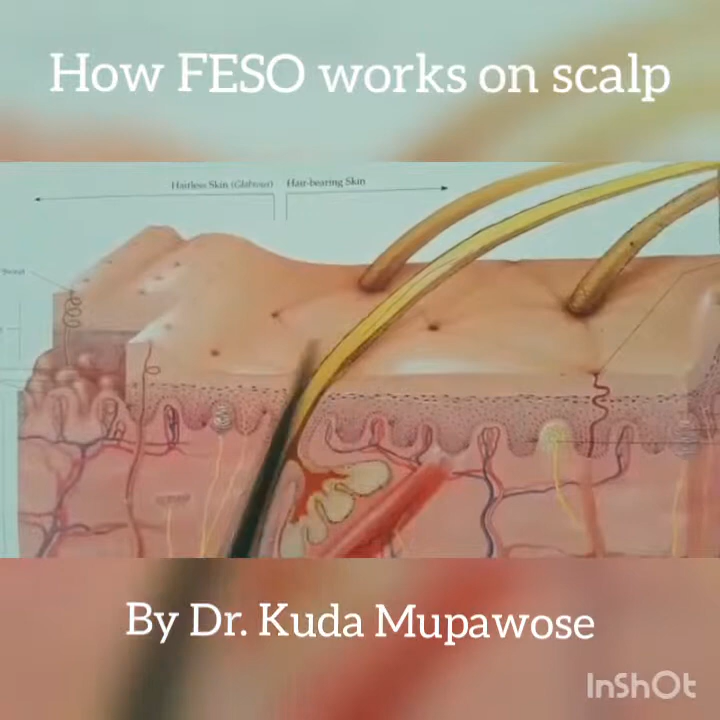 How FESO works on scalp
Hairless Skin (Glabrous) Hair-bearing Skin
By Dr. Kuda Mupawose
InShOt